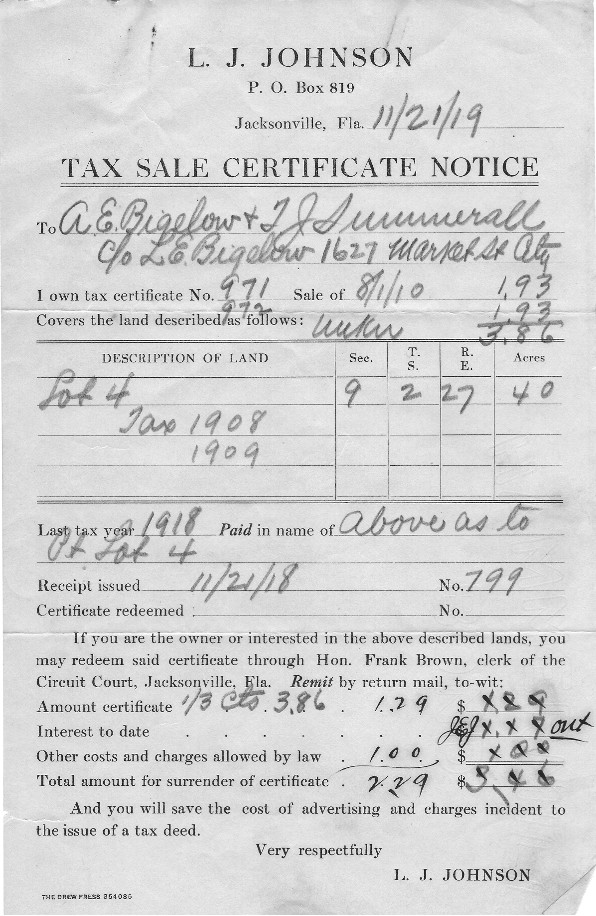 L. J. JOHNSON
P. O. Box 819
Jacksonville, Fla. 11/21/19
TAX SALE CERTIFICATE NOTICE
To A. E. Bigelow & T J Summerall
c/o L. E. Bigelow 1627 Market St City
I own tax certificate No. 971 Sale of 8/1/10 1.93
972 1.93
Covers the land described as follows: unkn 3.86
DESCRIPTION OF LAND Sec. T. S. R. E. Acres
Lot 4 9 2 27 40
Tax 1908
1909
Last tax year 1918 Paid in name of above as to
Pt Lot 4
Receipt issued 11/21/18 No. 799
Certificate redeemed No.
If you are the owner or interested in the above described lands, you
may redeem said certificate through Hon. Frank Brown, clerk of the
Circuit Court, Jacksonville, Fla. Remit by return mail, to-wit:
Amount certificate 1/3 Cts. 3.86 . 1.29 $
Interest to date . . . . . . out
Other costs and charges allowed by law . 1.00 $
Total amount for surrender of certificate . 2.29 $
And you will save the cost of advertising and charges incident to
the issue of a tax deed.
Very respectfully
L. J. JOHNSON
THE DREW PRESS 354085